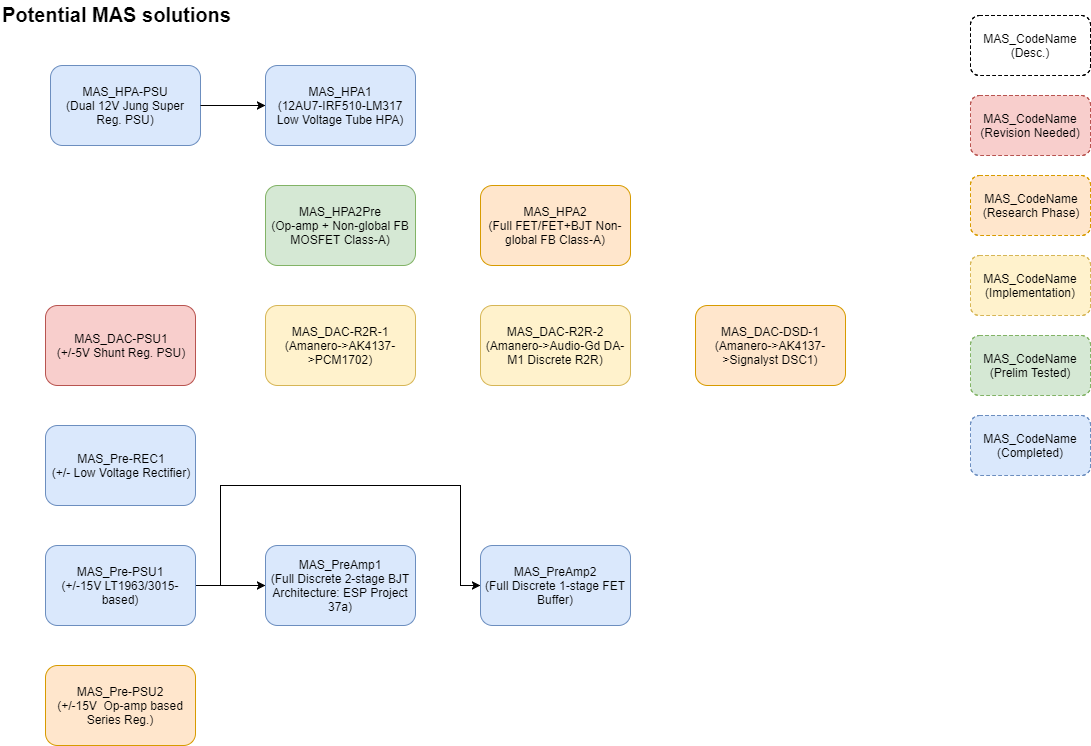 Potential MAS solutions
MAS_CodeName
(Desc.)
MAS_HPA-PSU
(Dual 12V Jung Super
Reg. PSU)
MAS_HPA1
(12AU7-IRF510-LM317
Low Voltage Tube HPA)
MAS_CodeName
(Revision Needed)
MAS_HPA2Pre
(Op-amp + Non-global FB
MOSFET Class-A)
MAS_HPA2
(Full FET/FET+BJT Non-
global FB Class-A)
MAS_CodeName
(Research Phase)
MAS_CodeName
(Implementation)
MAS_DAC-PSU1
(+/-5V Shunt Reg. PSU)
MAS_DAC-R2R-1
(Amanero->AK4137-
>PCM1702)
MAS_DAC-R2R-2
(Amanero->Audio-Gd DA-
M1 Discrete R2R)
MAS_DAC-DSD-1
(Amanero->AK4137-
>Signalyst DSC1)
MAS_CodeName
(Prelim Tested)
MAS_Pre-REC1
(+/- Low Voltage Rectifier)
MAS_CodeName
(Completed)
MAS_Pre-PSU1
(+/-15V LT1963/3015-
based)
MAS_PreAmp1
(Full Discrete 2-stage BJT
Architecture: ESP Project
37a)
MAS_PreAmp2
(Full Discrete 1-stage FET
Buffer)
MAS_Pre-PSU2
(+/-15V  Op-amp based
Series Reg.)